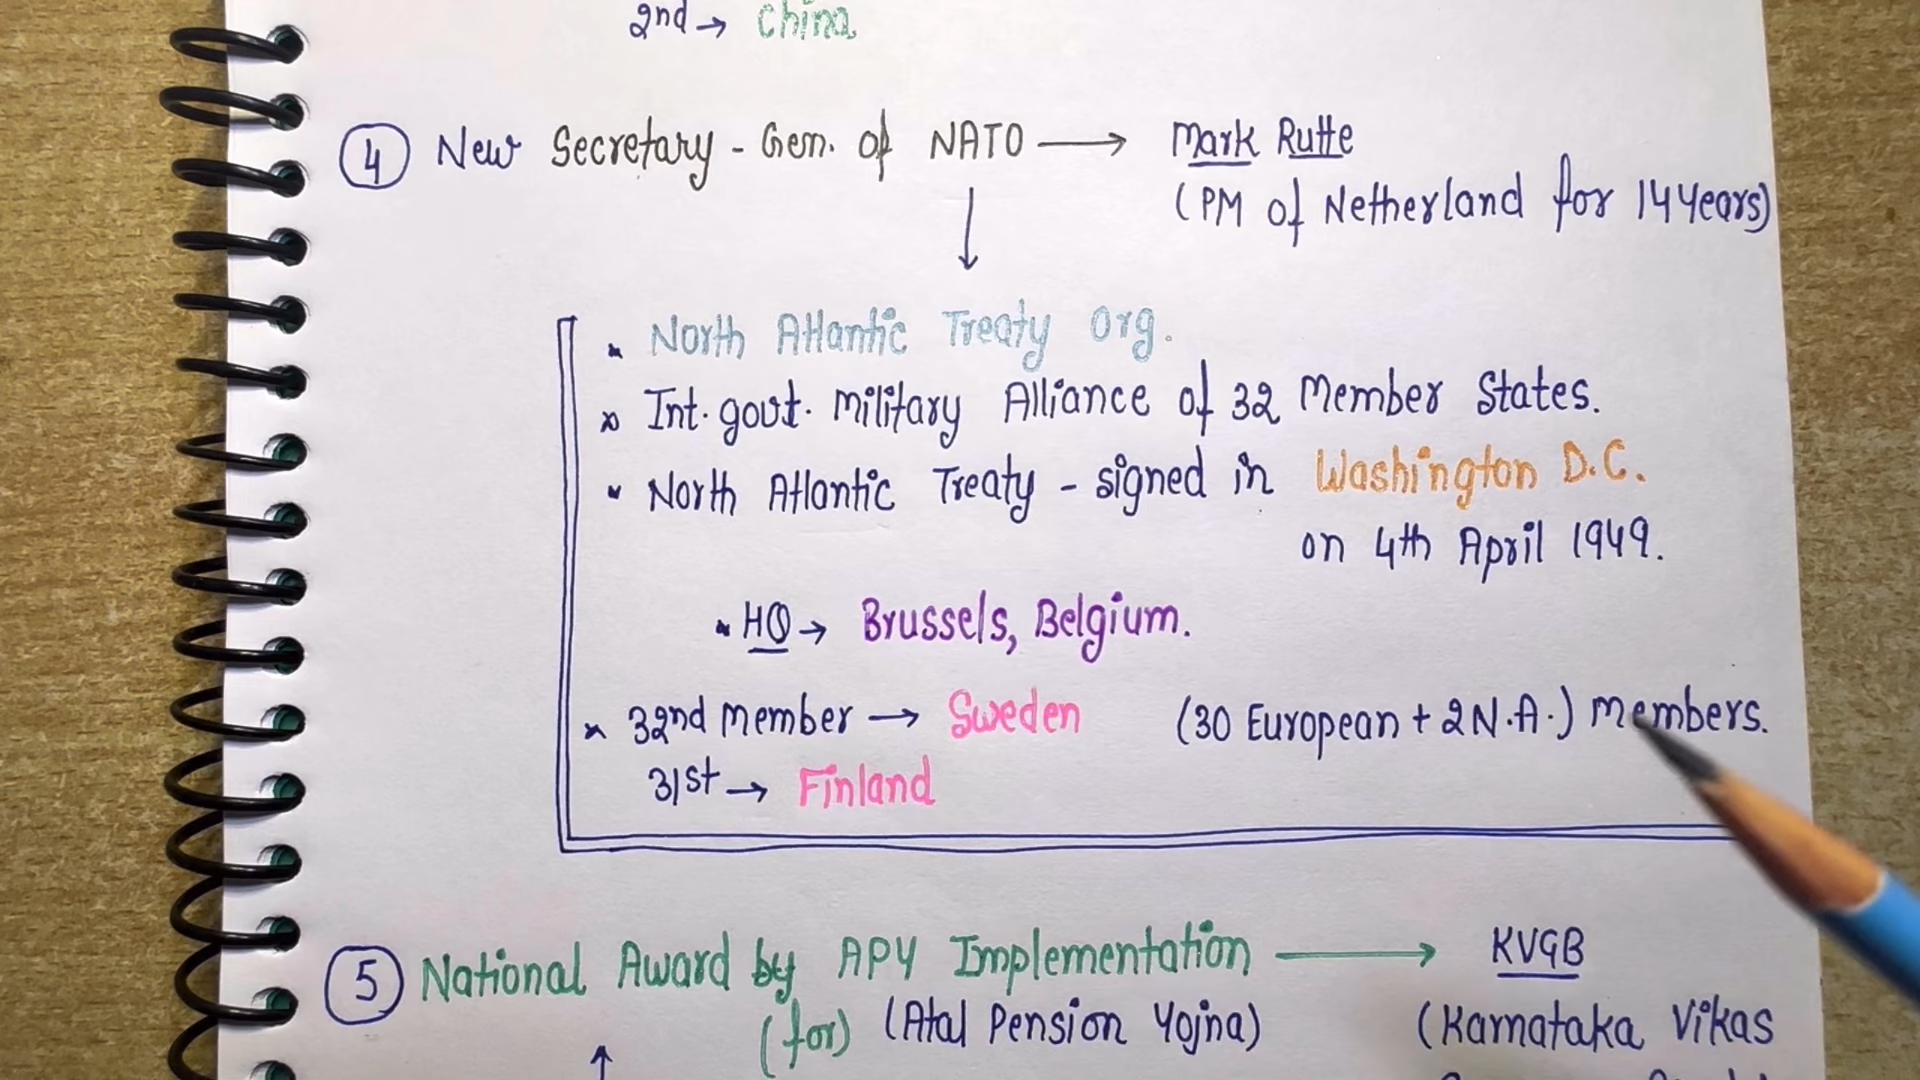 2nd → China
4 New Secretary - Gen. of NATO → Mark Rutte
(PM of Netherland for 14 Years)
North Atlantic Treaty Org.
Int. govt. military Alliance of 32 Member States.
North Atlantic Treaty - signed in Washington D.C.
on 4th April 1949.
HQ → Brussels, Belgium.
32nd Member → Sweden (30 European + 2 N.A.) Members.
31st → Finland
5 National Award by APY Implementation → KVGB
(for) (Atal Pension Yojna) (Karnataka Vikas